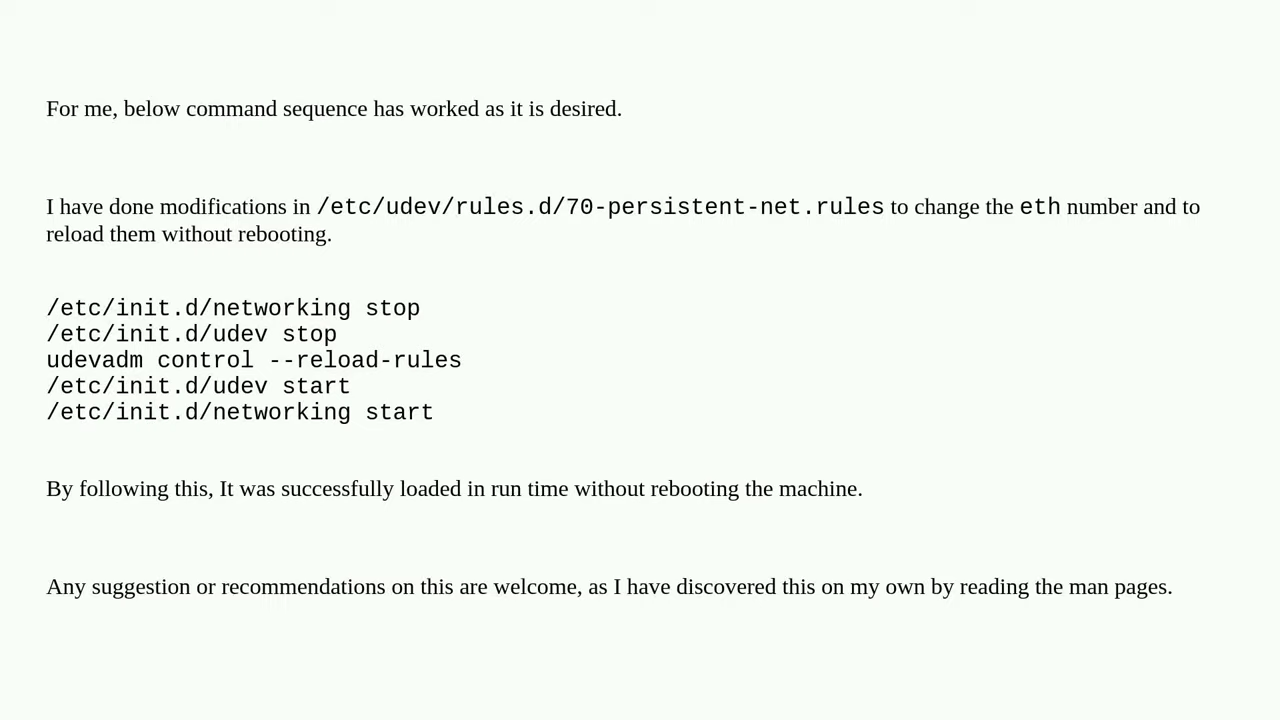 For me, below command sequence has worked as it is desired.
I have done modifications in /etc/udev/rules.d/70-persistent-net.rules to change the eth number and to
reload them without rebooting.
/etc/init.d/networking stop
/etc/init.d/udev stop
udevadm control --reload-rules
/etc/init.d/udev start
/etc/init.d/networking start
By following this, It was successfully loaded in run time without rebooting the machine.
Any suggestion or recommendations on this are welcome, as I have discovered this on my own by reading the man pages.